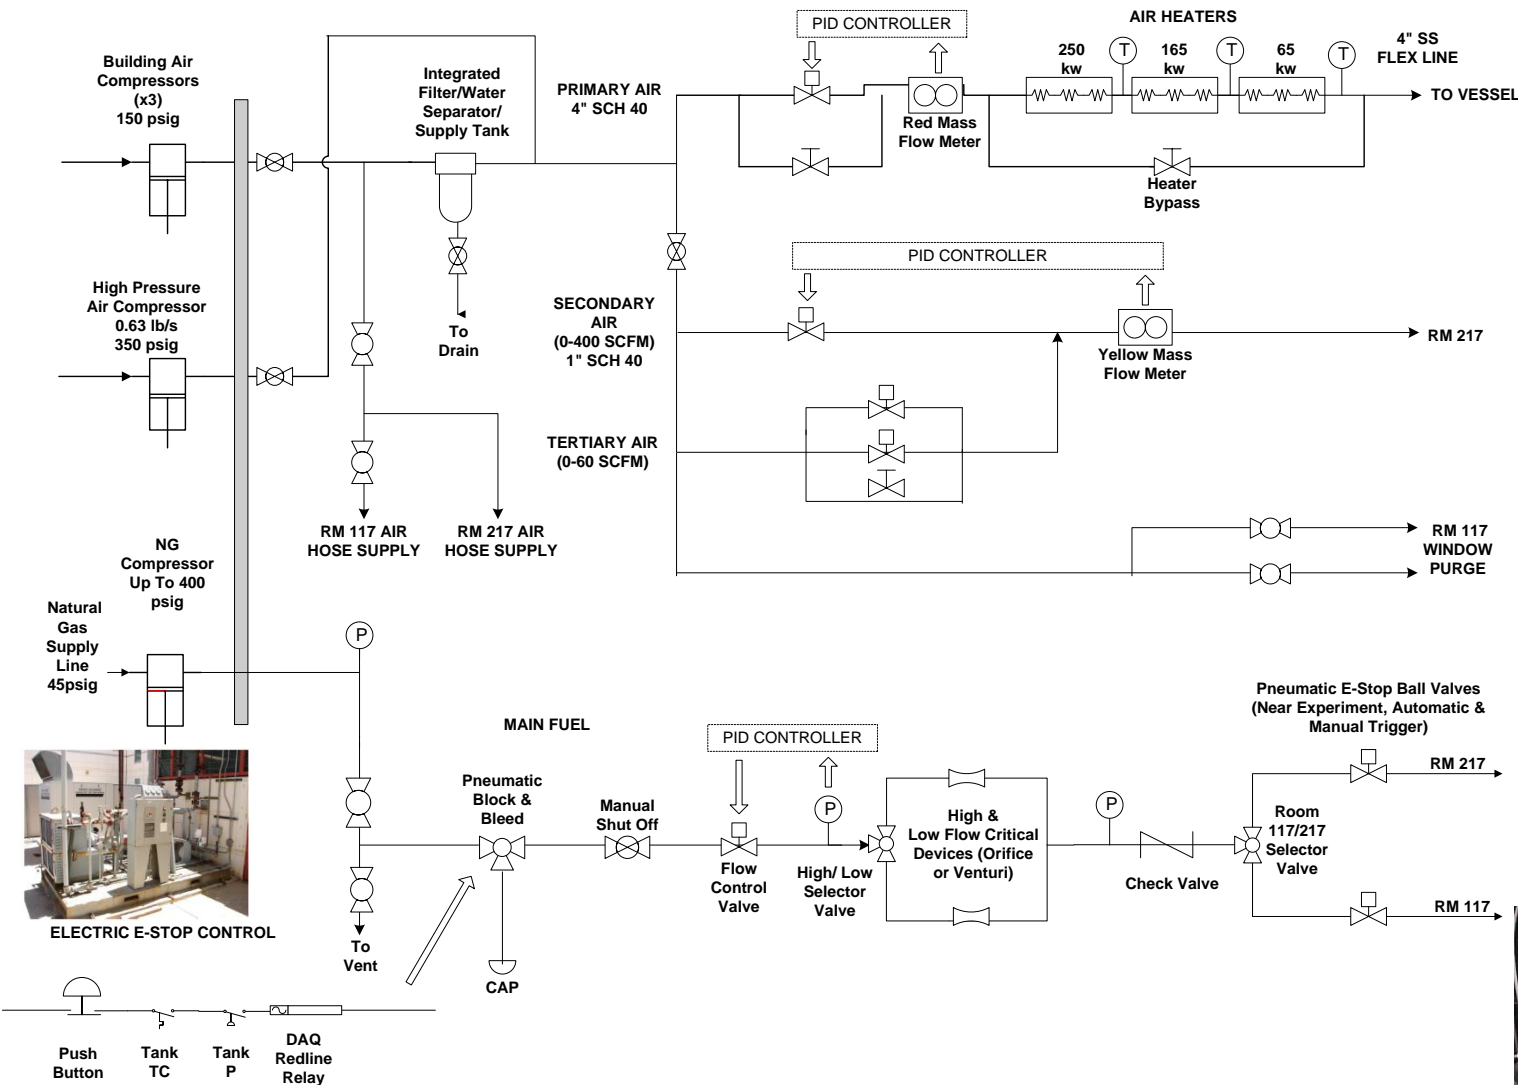 PID CONTROLLER
AIR HEATERS
250
kw
T
165
kw
T
65
kw
T
4" SS
FLEX LINE
TO VESSEL
Building Air
Compressors
(x3)
150 psig
Integrated
Filter/Water
Separator/
Supply Tank
PRIMARY AIR
4" SCH 40
Red Mass
Flow Meter
Heater
Bypass
High Pressure
Air Compressor
0.63 lb/s
350 psig
To
Drain
PID CONTROLLER
SECONDARY
AIR
(0-400 SCFM)
1" SCH 40
Yellow Mass
Flow Meter
RM 217
TERTIARY AIR
(0-60 SCFM)
RM 117 AIR
HOSE SUPPLY
RM 217 AIR
HOSE SUPPLY
RM 117
WINDOW
PURGE
NG
Compressor
Up To 400
psig
Natural
Gas
Supply
Line
45psig
P
MAIN FUEL
PID CONTROLLER
Pneumatic
Block &
Bleed
Manual
Shut Off
Flow
Control
Valve
P
High/ Low
Selector
Valve
High &
Low Flow Critical
Devices (Orifice
or Venturi)
P
Check Valve
Pneumatic E-Stop Ball Valves
(Near Experiment, Automatic &
Manual Trigger)
RM 217
Room
117/217
Selector
Valve
RM 117
ELECTRIC E-STOP CONTROL
To
Vent
CAP
Push
Button
Tank
TC
Tank
P
DAQ
Redline
Relay